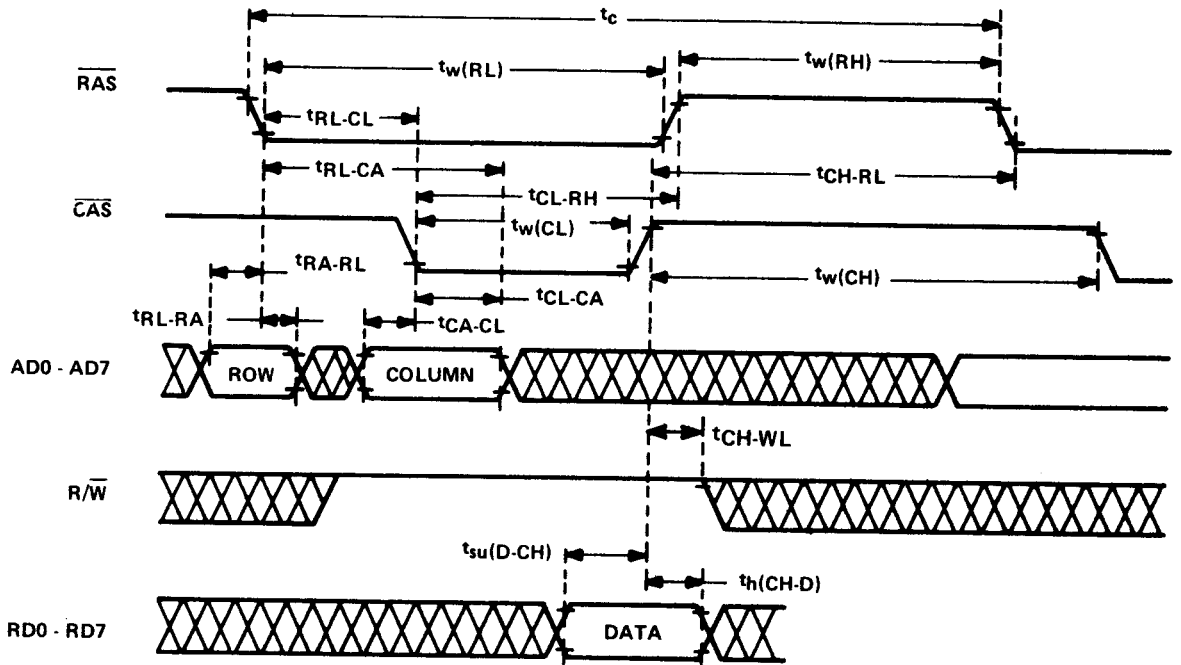 tc
RAS
tw(RL)
tw(RH)
tRL-CL
tRL-CA
tCH-RL
tCL-RH
CAS
tw(CL)
tRA-RL
tw(CH)
tCL-CA
tRL-RA
tCA-CL
AD0 - AD7
ROW
COLUMN
tCH-WL
R/W
tsu(D-CH)
th(CH-D)
RD0 - RD7
DATA